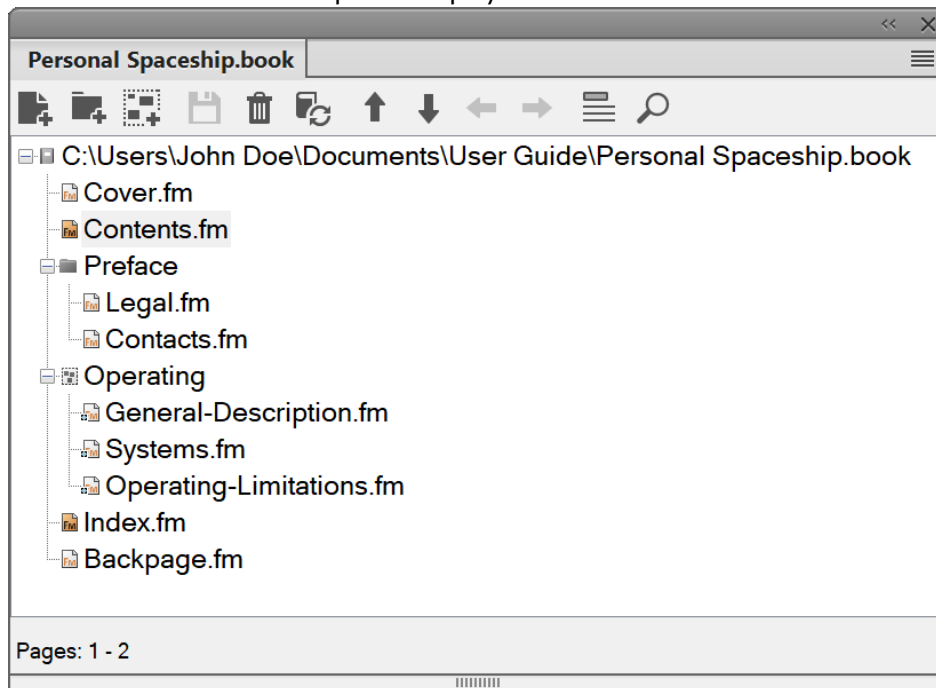 Personal Spaceship.book
C:\Users\John Doe\Documents\User Guide\Personal Spaceship.book
Cover.fm
Contents.fm
Preface
Legal.fm
Contacts.fm
Operating
General-Description.fm
Systems.fm
Operating-Limitations.fm
Index.fm
Backpage.fm
Pages: 1 - 2